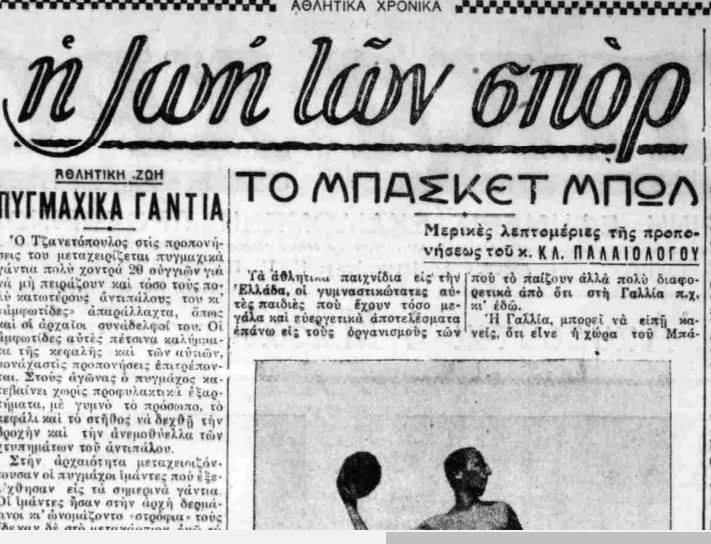 ΑΘΛΗΤΙΚΑ ΧΡΟΝΙΚΑ
ἡ ζωή τῶν σπὸρ
ΑΘΛΗΤΙΚΗ ΖΩΗ
ΠΥΓΜΑΧΙΚΑ ΓΑΝΤΙΑ
Ὁ Τζανετόπουλος στὶς προπονή-
σεις του μεταχειρίζεται πυγμαχικὰ
γάντια πολὺ χοντρὰ 20 οὐγγιῶν γιὰ
νὰ μὴ πειράζουν καὶ τόσο τοὺς πο-
λὺ κατοτέρους ἀντιπάλους του κι'
«ἀμφωτίδες» ἀπαράλλαχτα, ὅπως
καὶ οἱ ἀρχαῖοι συνάδελφοί του. Οἱ
ἀμφωτίδες αὐτὲς πέτσινα καλύμμα-
τα τῆς κεφαλῆς καὶ τῶν αὐτιῶν,
μονάχα στὶς προπονήσεις ἐπιτρέπον-
ται. Στοὺς ἀγῶνας ὁ πυγμάχος κα-
τεβαίνει χωρὶς προφυλακτικὰ ἐξαρ-
τήματα, μὲ γυμνὸ τὸ πρόσωπο, τὸ
κεφάλι καὶ τὸ στῆθος νὰ δεχθῇ τὴν
βροχὴν καὶ τὴν ἀνεμοθύελλα τῶν
χτυπημάτων τοῦ ἀντιπάλου.
Στὴν ἀρχαιότητα μεταχειριζόν-
τουσαν οἱ πυγμάχοι ἱμάντες ποὺ ἐξε-
λίχθησαν εἰς τὰ σημερινὰ γάντια.
Οἱ ἱμάντες ἦσαν στὴν ἀρχὴ δερμά-
τινοι κι' ὠνομάζοντο «στρόφια» τοὺς
ΤΟ ΜΠΑΣΚΕΤ ΜΠΩΛ
Μερικὲς λεπτομέριες τῆς προπο-
νήσεως τοῦ κ. ΚΛ. ΠΑΛΑΙΟΛΟΓΟΥ
Τὰ ἀθλητικὰ παιχνίδια εἰς τὴν
Ἑλλάδα, οἱ γυμναστικώτατες αὐ-
τὲς παιδιὲς ποὺ ἔχουν τόσο με-
γάλα καὶ εὐεργετικὰ ἀποτελέσματα
ἐπάνω εἰς τοὺς ὀργανισμοὺς τῶν
ποὺ τὸ παίζουν ἀλλὰ πολὺ διαφο-
ρετικὰ ἀπὸ ὅτι στὴ Γαλλία π.χ.
κι' ἐδῶ.
Ἡ Γαλλία, μπορεῖ νὰ εἰπῇ κα-
νείς, ὅτι εἶνε ἡ χώρα τοῦ Μπά-